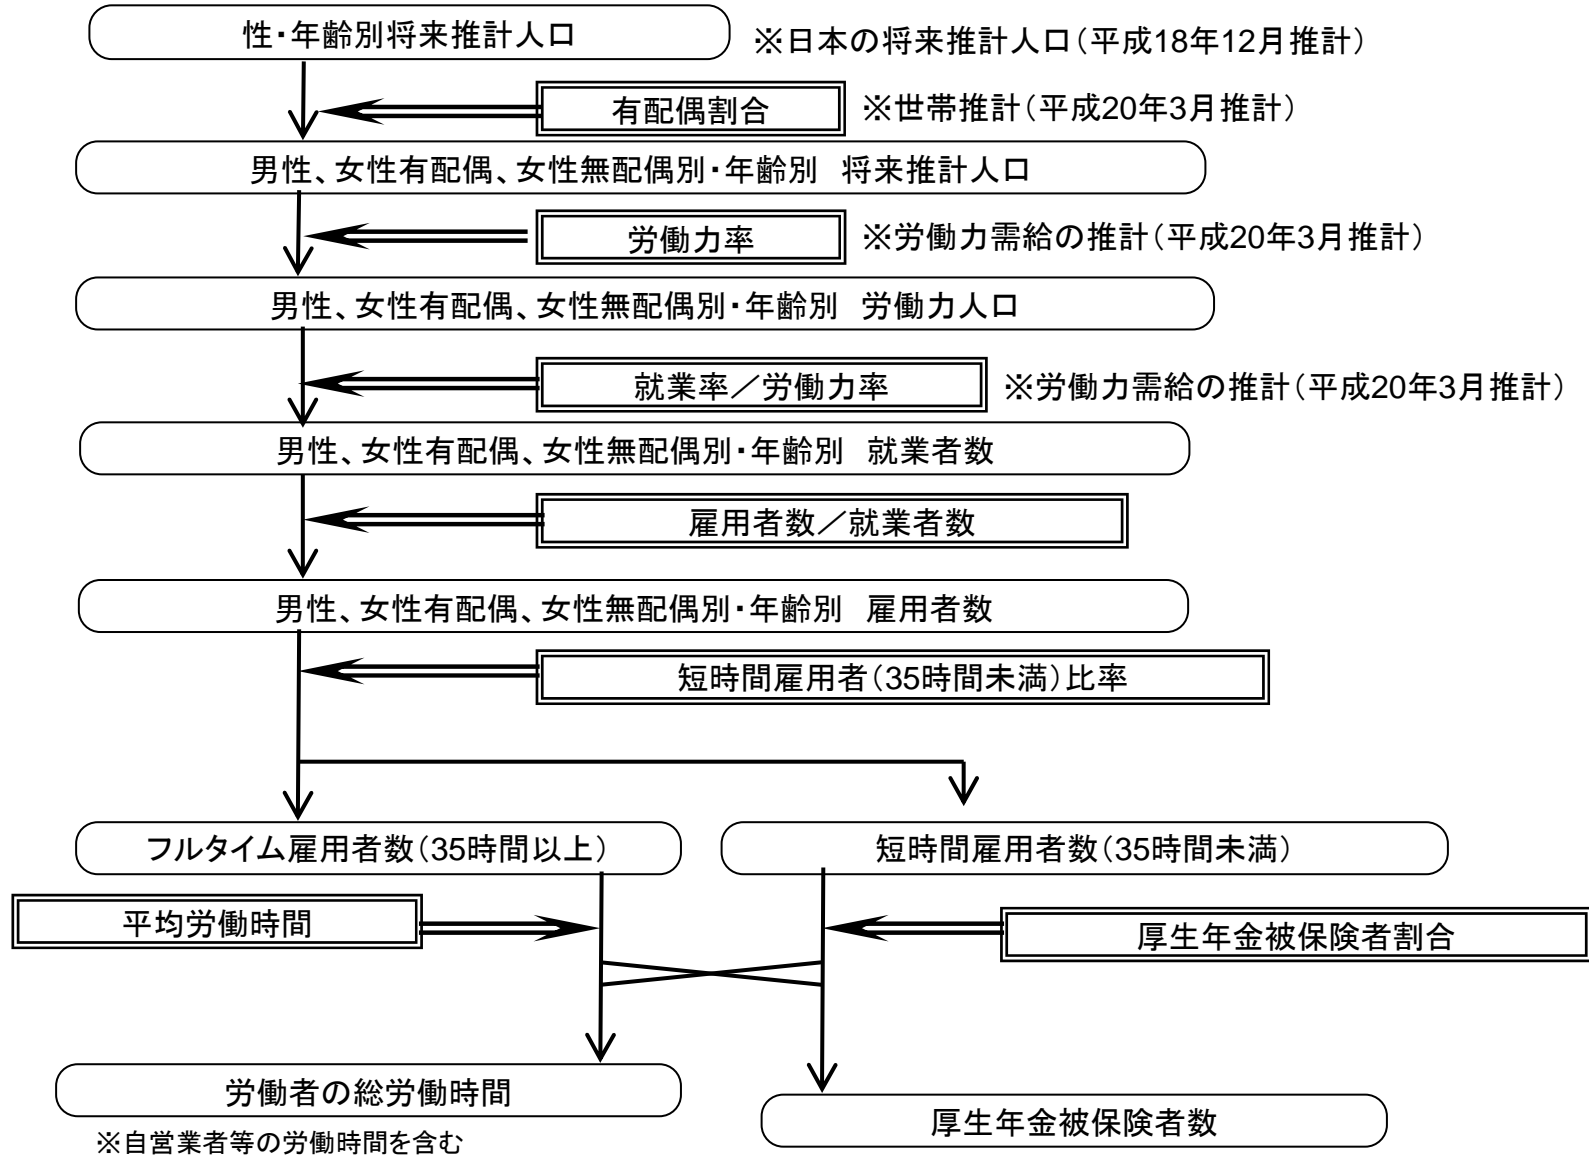 性・年齢別将来推計人口
※日本の将来推計人口（平成18年12月推計）
有配偶割合
※世帯推計（平成20年3月推計）
男性、女性有配偶、女性無配偶別・年齢別　将来推計人口
労働力率
※労働力需給の推計（平成20年3月推計）
男性、女性有配偶、女性無配偶別・年齢別　労働力人口
就業率／労働力率
※労働力需給の推計（平成20年3月推計）
男性、女性有配偶、女性無配偶別・年齢別　就業者数
雇用者数／就業者数
男性、女性有配偶、女性無配偶別・年齢別　雇用者数
短時間雇用者（35時間未満）比率
フルタイム雇用者数（35時間以上）
短時間雇用者数（35時間未満）
平均労働時間
厚生年金被保険者割合
労働者の総労働時間
厚生年金被保険者数
※自営業者等の労働時間を含む